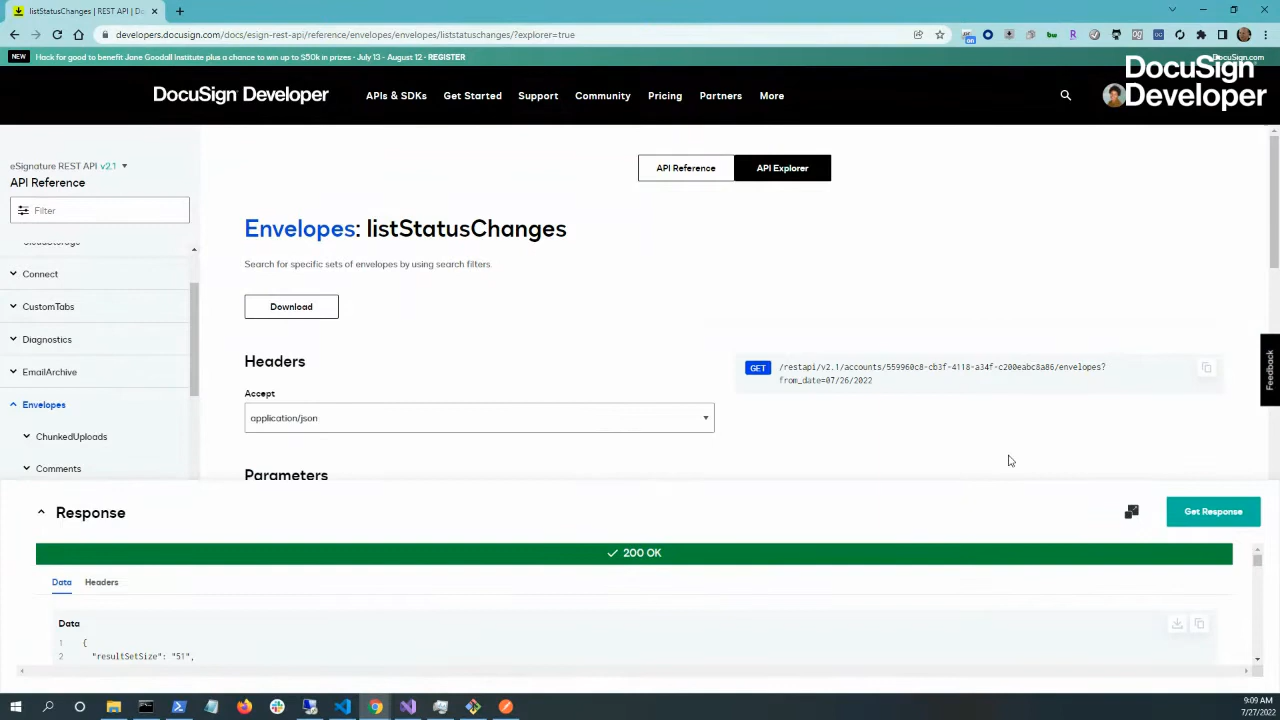 listStatusChanges | REST API | Do
developers.docusign.com/docs/esign-rest-api/reference/envelopes/envelopes/liststatuschanges/?explorer=true
NEW Hack for good to benefit Jane Goodall Institute plus a chance to win up to $50k in prizes - July 13 - August 12 - REGISTER
DocuSign.com
DocuSign Developer
APIs & SDKs
Get Started
Support
Community
Pricing
Partners
More
DocuSign
Developer
eSignature REST API v2.1
API Reference
Filter
Connect
CustomTabs
Diagnostics
EmailArchive
Envelopes
ChunkedUploads
Comments
API Reference
API Explorer
Envelopes: listStatusChanges
Search for specific sets of envelopes by using search filters.
Download
Headers
Accept
application/json
GET /restapi/v2.1/accounts/559960c8-cb3f-4118-a34f-c200eabc8a86/envelopes?
from_date=07/26/2022
Parameters
Feedback
Response
Get Response
200 OK
Data
Headers
Data
1 {
2 "resultSetSize": "51",
9:09 AM
7/27/2022